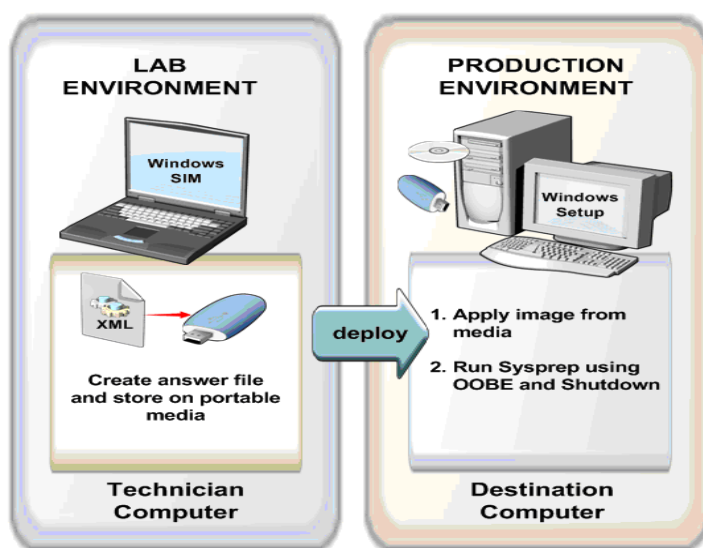 LAB
ENVIRONMENT
Windows
SIM
XML
Create answer file
and store on portable
media
Technician
Computer
deploy
PRODUCTION
ENVIRONMENT
Windows
Setup
1. Apply image from
media
2. Run Sysprep using
OOBE and Shutdown
Destination
Computer